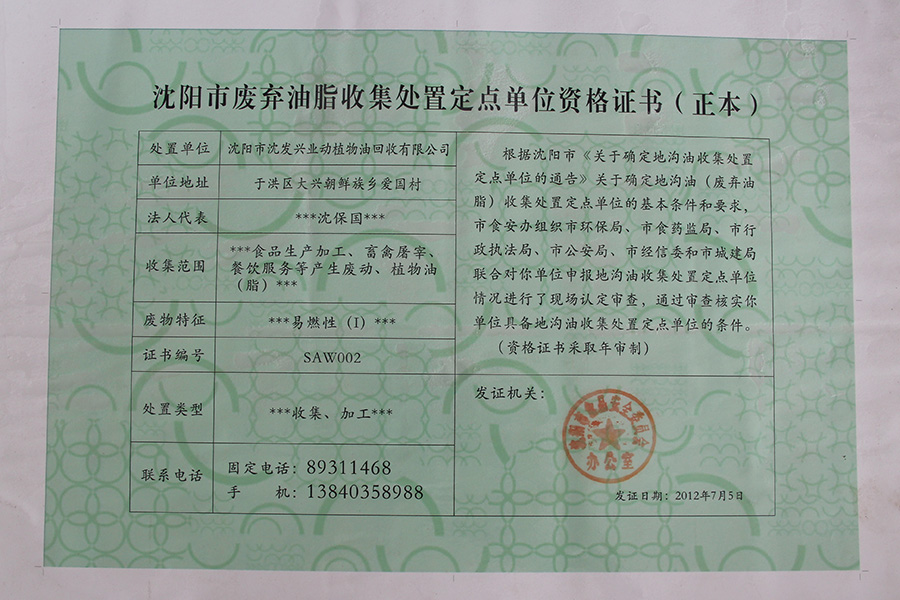 沈阳市废弃油脂收集处置定点单位资格证书（正本）
处置单位 沈阳市沈发兴业动植物油回收有限公司
单位地址 于洪区大兴朝鲜族乡爱国村
法人代表 ***沈保国***
收集范围 ***食品生产加工、畜禽屠宰、
餐饮服务等产生废动、植物油
（脂）***
废物特征 ***易燃性（I）***
证书编号 SAW002
处置类型 ***收集、加工***
联系电话 固定电话：89311468
手 机：13840358988
根据沈阳市《关于确定地沟油收集处置
定点单位的通告》关于确定地沟油（废弃油
脂）收集处置定点单位的基本条件和要求，
市食安办组织市环保局、市食药监局、市行
政执法局、市公安局、市经信委和市城建局
联合对你单位申报地沟油收集处置定点单位
情况进行了现场认定审查，通过审查核实你
单位具备地沟油收集处置定点单位的条件。
（资格证书采取年审制）
发证机关：
沈阳市食品安全委员会
办公室
发证日期：2012年7月5日